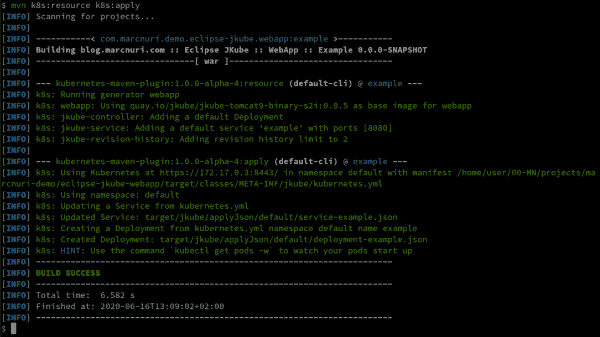 $ mvn k8s:resource k8s:apply
[INFO] Scanning for projects...
[INFO]
[INFO] -----------< com.marcnuri.demo.eclipse-jkube.webapp:example >-----------
[INFO] Building blog.marcnuri.com :: Eclipse JKube :: WebApp :: Example 0.0.0-SNAPSHOT
[INFO] --------------------------------[ war ]---------------------------------
[INFO]
[INFO] --- kubernetes-maven-plugin:1.0.0-alpha-4:resource (default-cli) @ example ---
[INFO] k8s: Running generator webapp
[INFO] k8s: webapp: Using quay.io/jkube/jkube-tomcat9-binary-s2i:0.0.5 as base image for webapp
[INFO] k8s: jkube-controller: Adding a default Deployment
[INFO] k8s: jkube-service: Adding a default service 'example' with ports [8080]
[INFO] k8s: jkube-revision-history: Adding revision history limit to 2
[INFO]
[INFO] --- kubernetes-maven-plugin:1.0.0-alpha-4:apply (default-cli) @ example ---
[INFO] k8s: Using Kubernetes at https://172.17.0.3:8443/ in namespace default with manifest /home/user/00-MN/projects/ma
rcnuri-demo/eclipse-jkube-webapp/target/classes/META-INF/jkube/kubernetes.yml
[INFO] k8s: Using namespace: default
[INFO] k8s: Updating a Service from kubernetes.yml
[INFO] k8s: Updated Service: target/jkube/applyJson/default/service-example.json
[INFO] k8s: Creating a Deployment from kubernetes.yml namespace default name example
[INFO] k8s: Created Deployment: target/jkube/applyJson/default/deployment-example.json
[INFO] k8s: HINT: Use the command `kubectl get pods -w` to watch your pods start up
[INFO] ------------------------------------------------------------------------
[INFO] BUILD SUCCESS
[INFO] ------------------------------------------------------------------------
[INFO] Total time:  6.582 s
[INFO] Finished at: 2020-06-16T13:09:02+02:00
[INFO] ------------------------------------------------------------------------
$